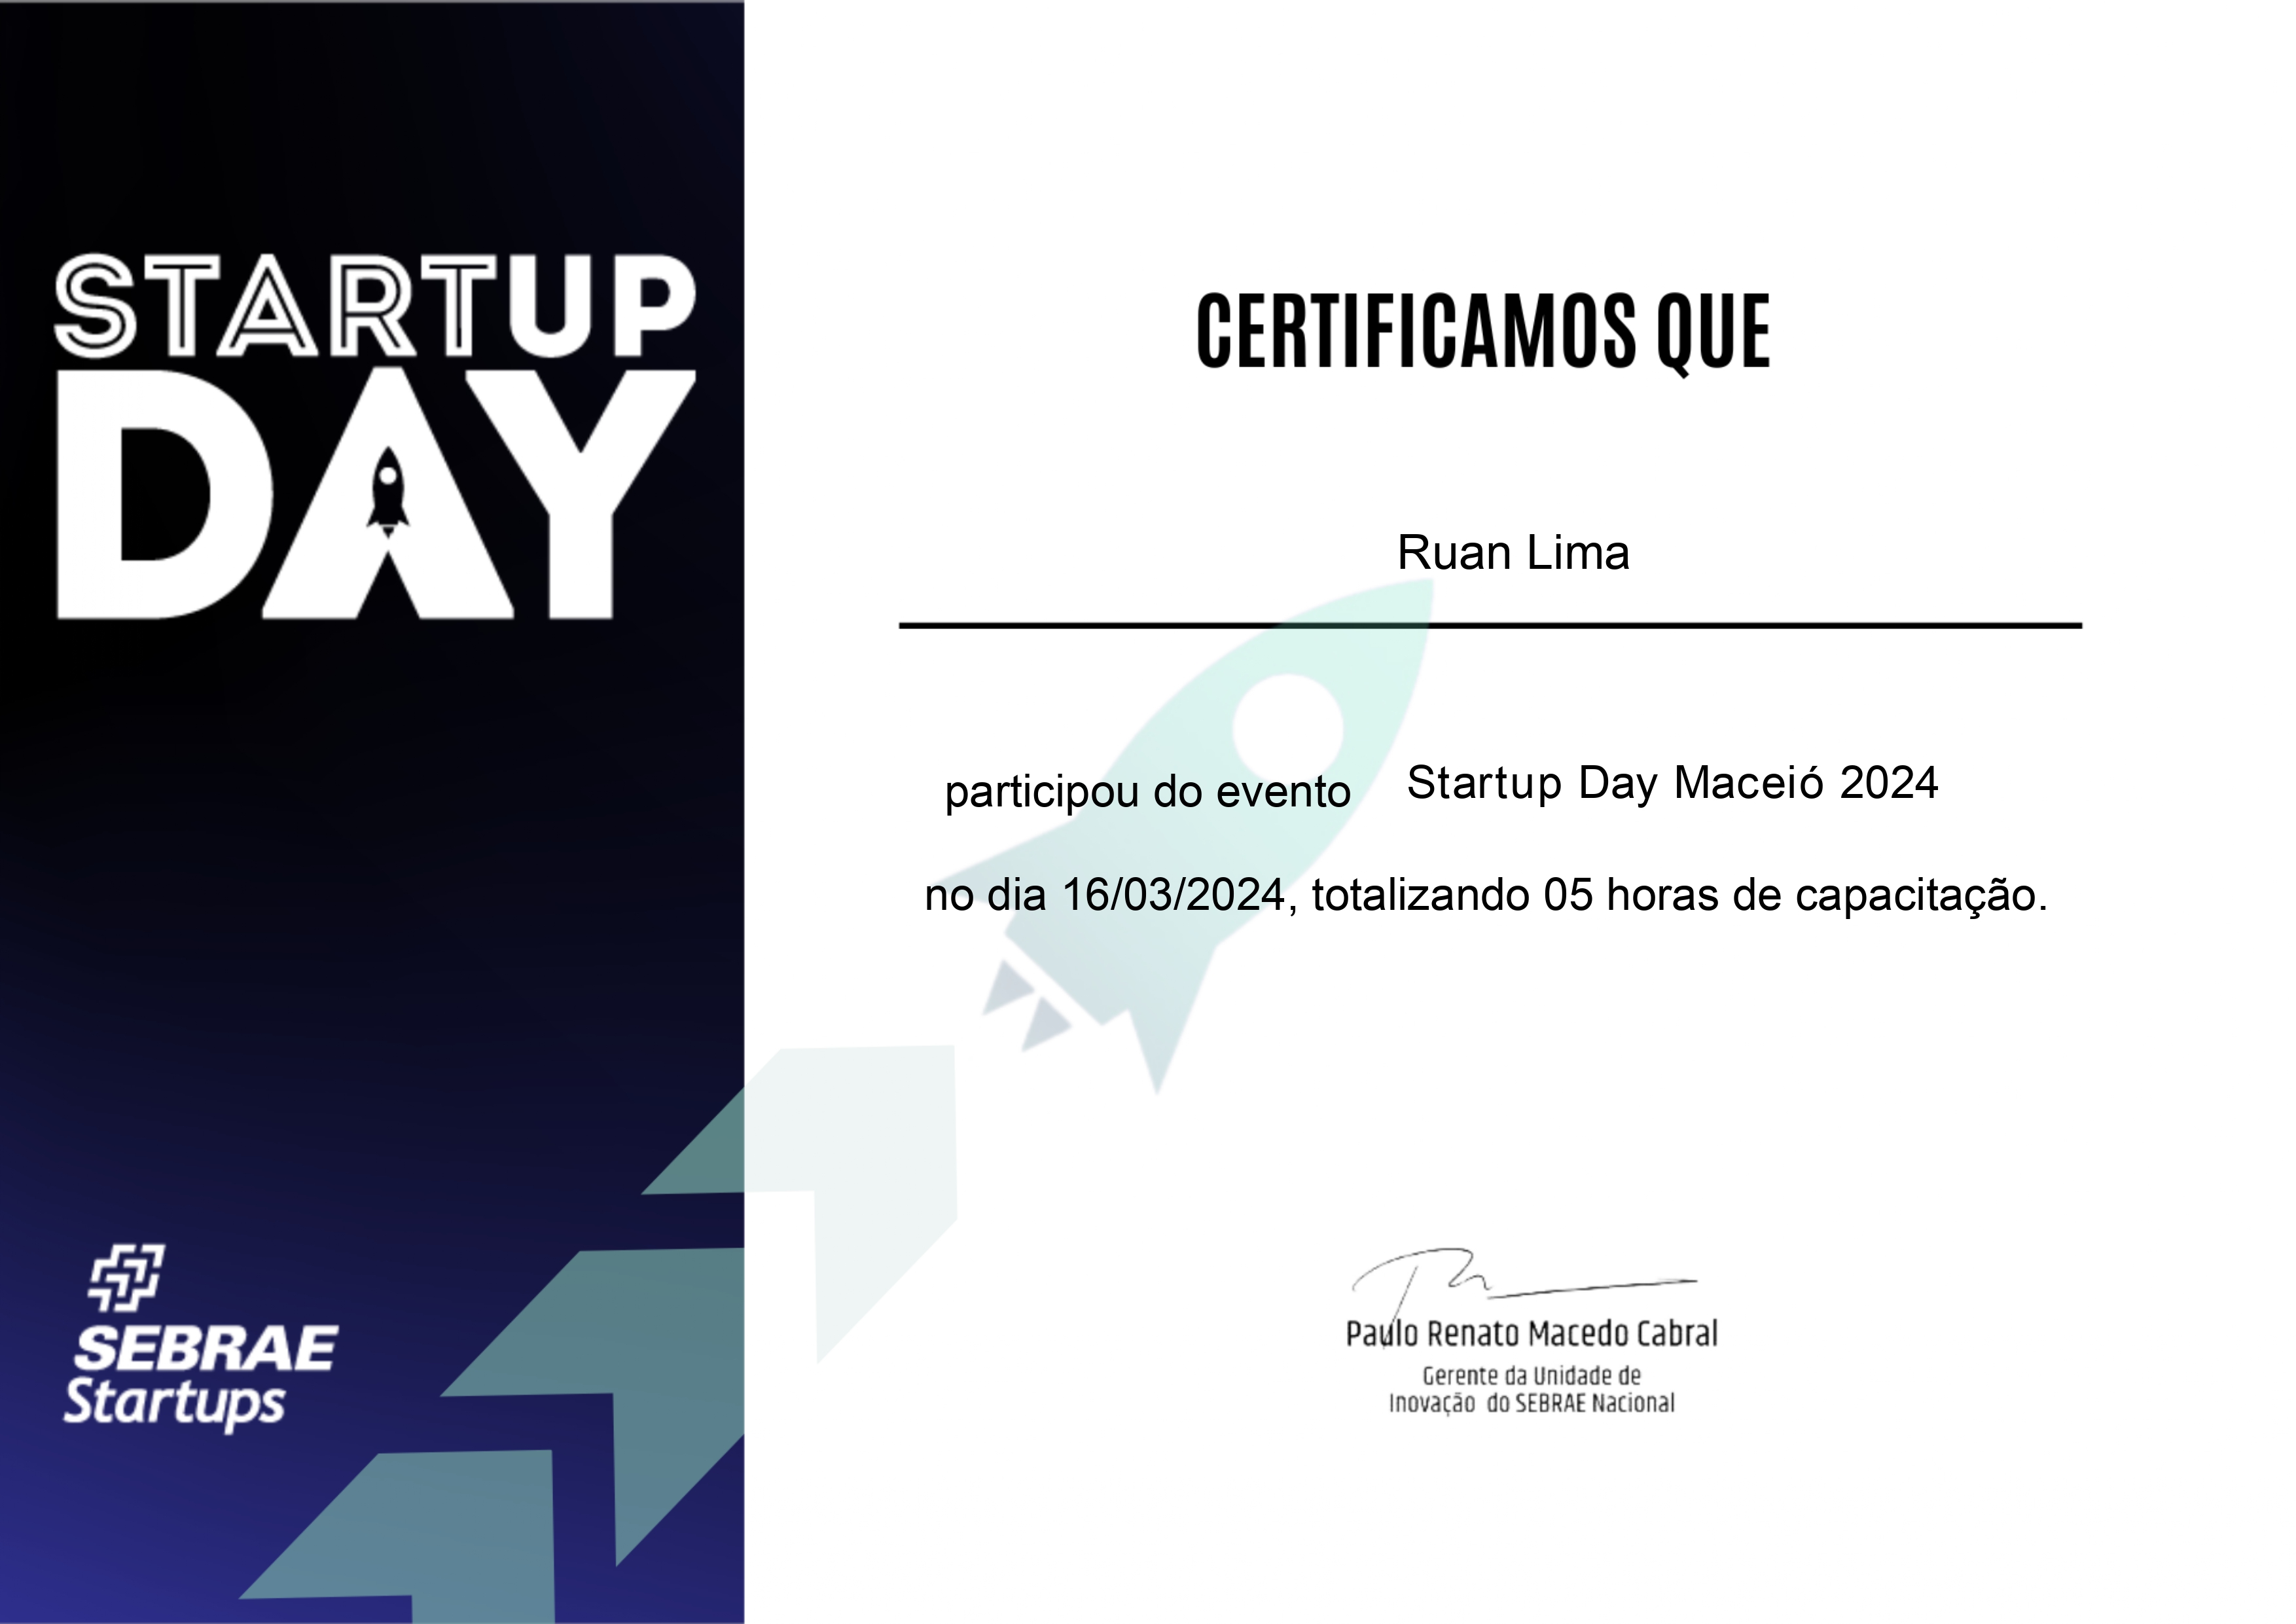 STARTUP
DAY
SEBRAE
Startups
CERTIFICAMOS QUE
Ruan Lima
participou do evento Startup Day Maceió 2024
no dia 16/03/2024, totalizando 05 horas de capacitação.
Paulo Renato Macedo Cabral
Gerente da Unidade de
Inovação do SEBRAE Nacional